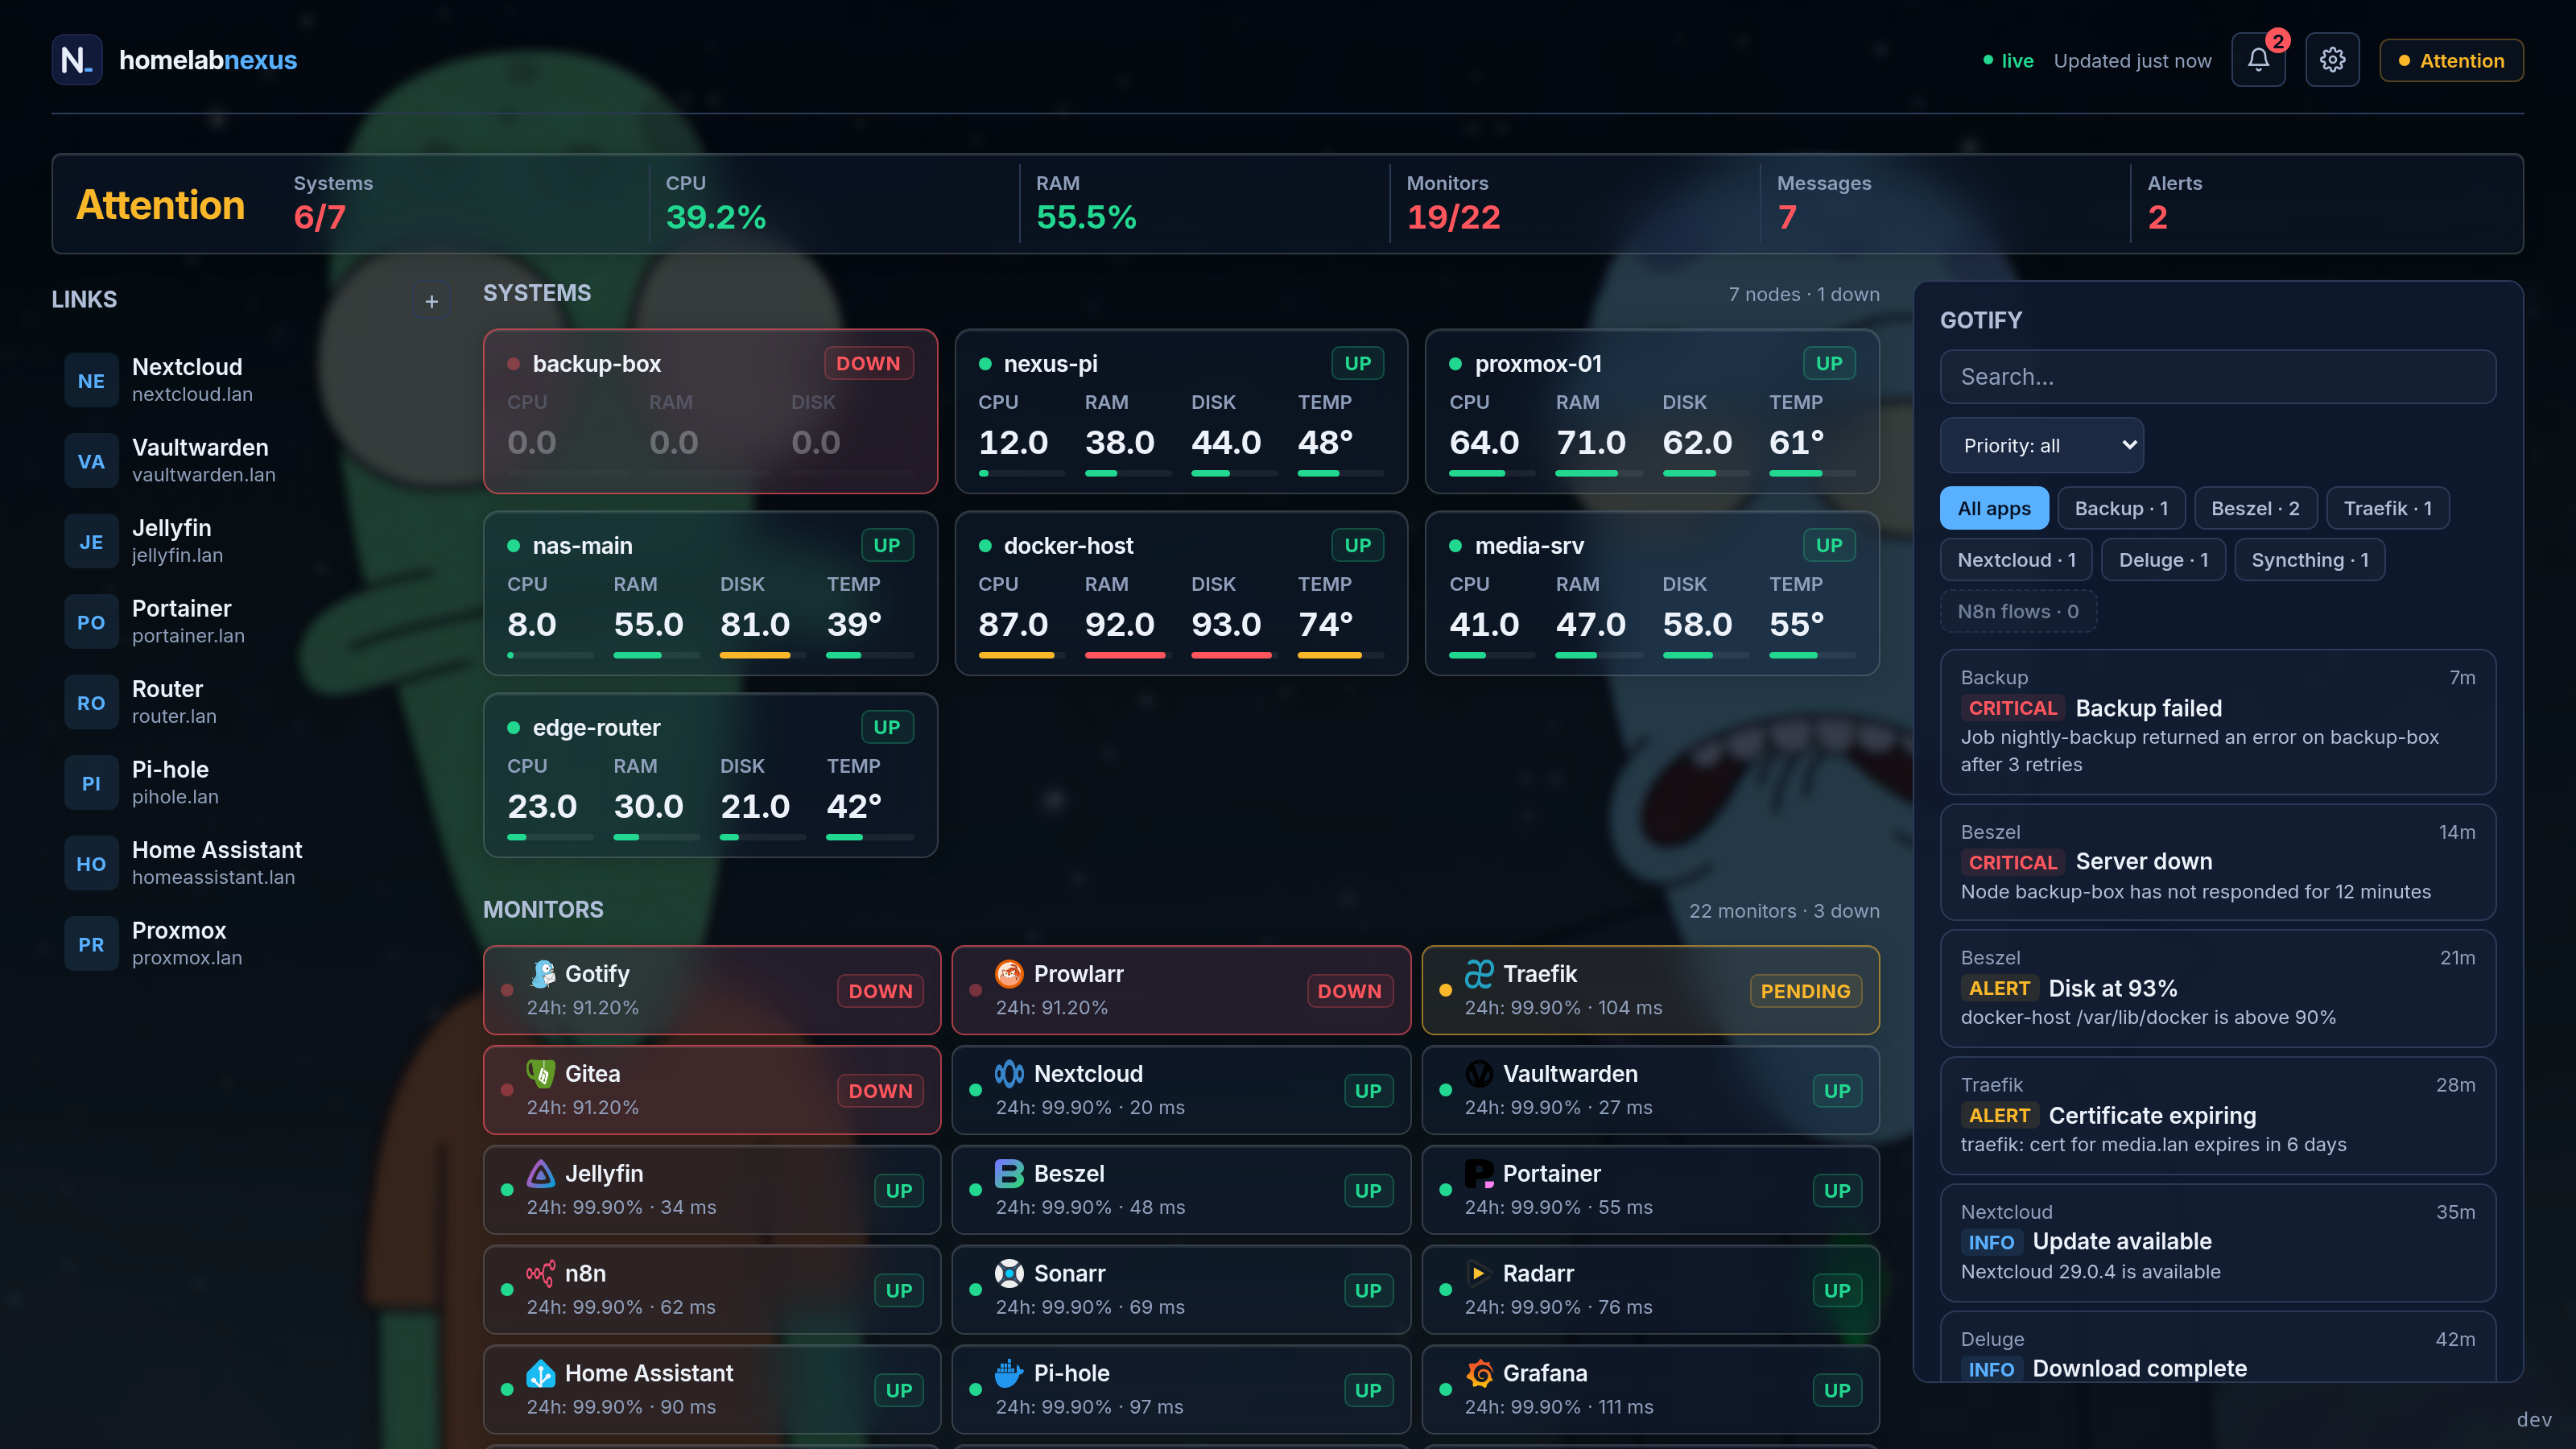 N_ homelabnexus
live Updated just now 2 Attention
Attention
Systems
6/7
CPU
39.2%
RAM
55.5%
Monitors
19/22
Messages
7
Alerts
2
LINKS
+
NE Nextcloud
nextcloud.lan
VA Vaultwarden
vaultwarden.lan
JE Jellyfin
jellyfin.lan
PO Portainer
portainer.lan
RO Router
router.lan
PI Pi-hole
pihole.lan
HO Home Assistant
homeassistant.lan
PR Proxmox
proxmox.lan
SYSTEMS 7 nodes · 1 down
backup-box DOWN
CPU RAM DISK
0.0 0.0 0.0
nexus-pi UP
CPU RAM DISK TEMP
12.0 38.0 44.0 48°
proxmox-01 UP
CPU RAM DISK TEMP
64.0 71.0 62.0 61°
nas-main UP
CPU RAM DISK TEMP
8.0 55.0 81.0 39°
docker-host UP
CPU RAM DISK TEMP
87.0 92.0 93.0 74°
media-srv UP
CPU RAM DISK TEMP
41.0 47.0 58.0 55°
edge-router UP
CPU RAM DISK TEMP
23.0 30.0 21.0 42°
MONITORS 22 monitors · 3 down
Gotify DOWN
24h: 91.20%
Prowlarr DOWN
24h: 91.20%
Traefik PENDING
24h: 99.90% · 104 ms
Gitea DOWN
24h: 91.20%
Nextcloud UP
24h: 99.90% · 20 ms
Vaultwarden UP
24h: 99.90% · 27 ms
Jellyfin UP
24h: 99.90% · 34 ms
Beszel UP
24h: 99.90% · 48 ms
Portainer UP
24h: 99.90% · 55 ms
n8n UP
24h: 99.90% · 62 ms
Sonarr UP
24h: 99.90% · 69 ms
Radarr UP
24h: 99.90% · 76 ms
Home Assistant UP
24h: 99.90% · 90 ms
Pi-hole UP
24h: 99.90% · 97 ms
Grafana UP
24h: 99.90% · 111 ms
GOTIFY
Search...
Priority: all
All apps Backup · 1 Beszel · 2 Traefik · 1
Nextcloud · 1 Deluge · 1 Syncthing · 1
N8n flows · 0
Backup 7m
CRITICAL Backup failed
Job nightly-backup returned an error on backup-box
after 3 retries
Beszel 14m
CRITICAL Server down
Node backup-box has not responded for 12 minutes
Beszel 21m
ALERT Disk at 93%
docker-host /var/lib/docker is above 90%
Traefik 28m
ALERT Certificate expiring
traefik: cert for media.lan expires in 6 days
Nextcloud 35m
INFO Update available
Nextcloud 29.0.4 is available
Deluge 42m
INFO Download complete
dev